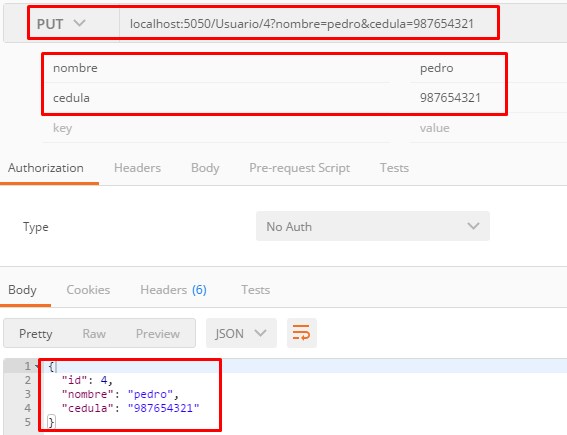 PUT localhost:5050/Usuario/4?nombre=pedro&cedula=987654321
nombre pedro
cedula 987654321
key value
Authorization Headers Body Pre-request Script Tests
Type No Auth
Body Cookies Headers (6) Tests
Pretty Raw Preview JSON
1 {
2 "id": 4,
3 "nombre": "pedro",
4 "cedula": "987654321"
5 }